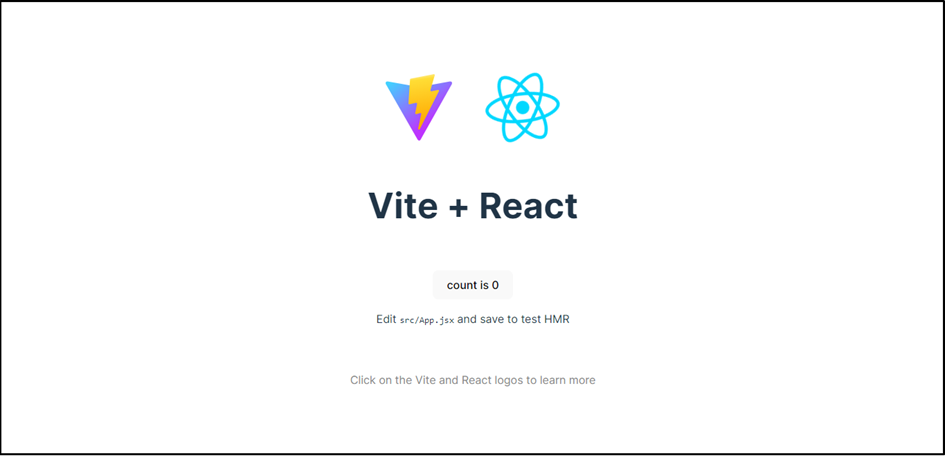 Vite + React
count is 0
Edit src/App.jsx and save to test HMR
Click on the Vite and React logos to learn more